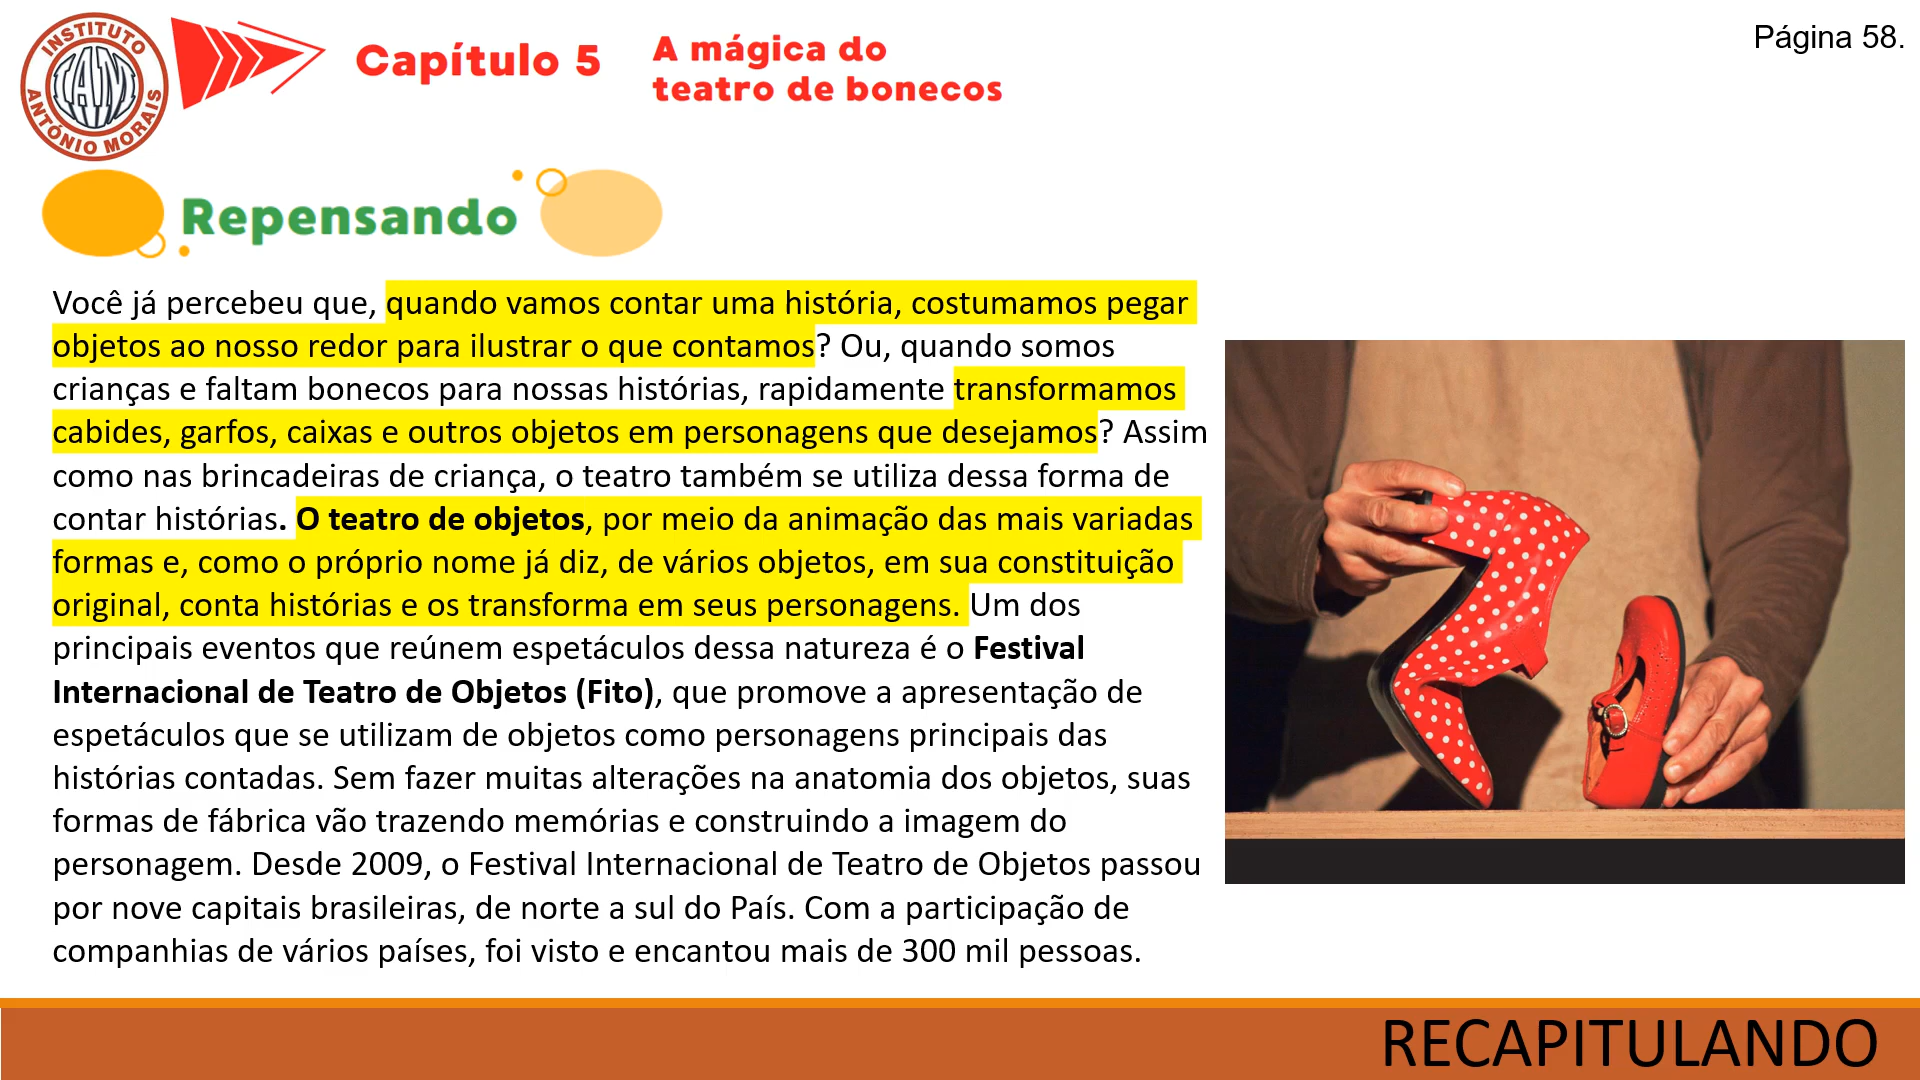 INSTITUTO
IAM
ANTÓNIO MORAIS
Capítulo 5
A mágica do
teatro de bonecos
Página 58.
Repensando
Você já percebeu que, quando vamos contar uma história, costumamos pegar
objetos ao nosso redor para ilustrar o que contamos? Ou, quando somos
crianças e faltam bonecos para nossas histórias, rapidamente transformamos
cabides, garfos, caixas e outros objetos em personagens que desejamos? Assim
como nas brincadeiras de criança, o teatro também se utiliza dessa forma de
contar histórias. O teatro de objetos, por meio da animação das mais variadas
formas e, como o próprio nome já diz, de vários objetos, em sua constituição
original, conta histórias e os transforma em seus personagens. Um dos
principais eventos que reúnem espetáculos dessa natureza é o Festival
Internacional de Teatro de Objetos (Fito), que promove a apresentação de
espetáculos que se utilizam de objetos como personagens principais das
histórias contadas. Sem fazer muitas alterações na anatomia dos objetos, suas
formas de fábrica vão trazendo memórias e construindo a imagem do
personagem. Desde 2009, o Festival Internacional de Teatro de Objetos passou
por nove capitais brasileiras, de norte a sul do País. Com a participação de
companhias de vários países, foi visto e encantou mais de 300 mil pessoas.
RECAPITULANDO